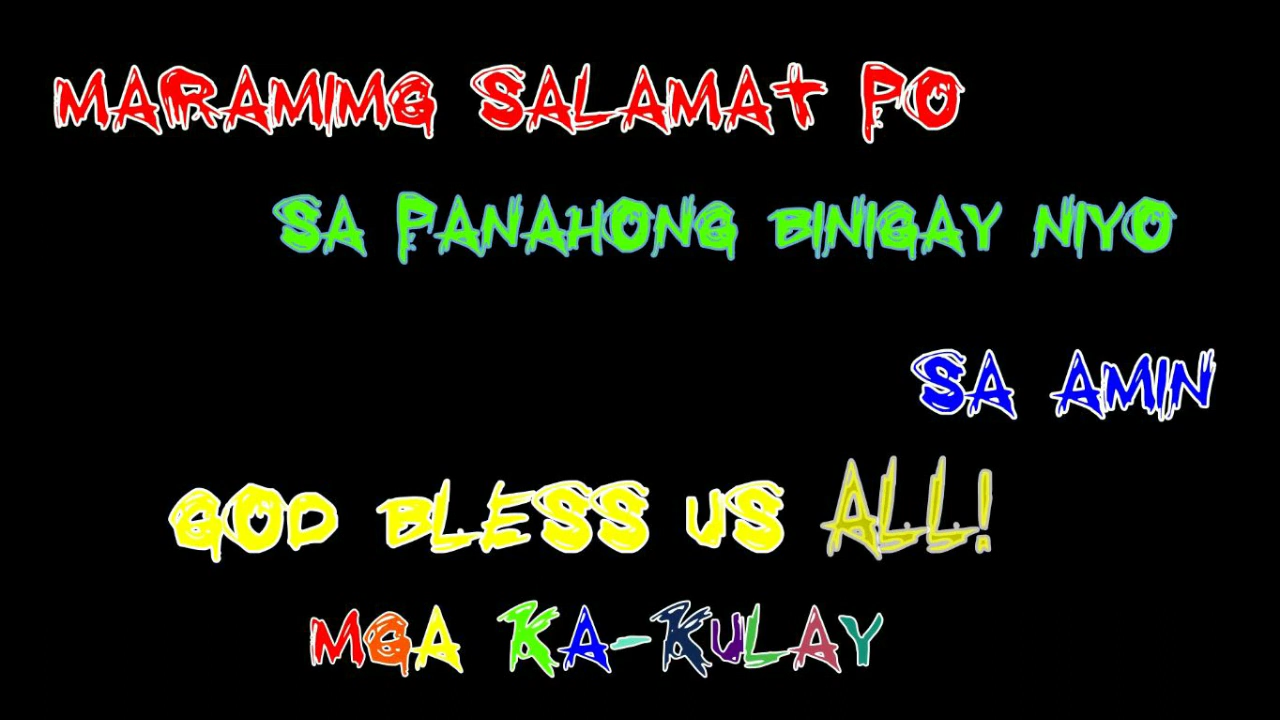 MARAMIMG SALAMAT PO
SA PANAHONG BINIGAY NIYO
SA AMIN
GOD BLESS US ALL!
MGA KA-KULAY